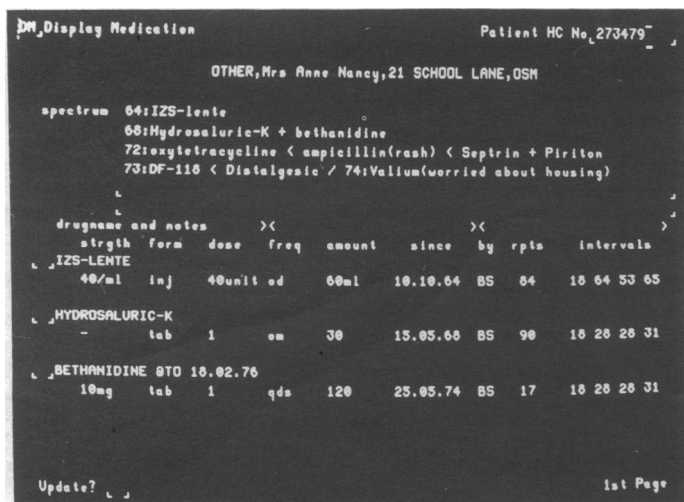 DM Display Medication Patient HC No 273479
OTHER,Mrs Anne Nancy,21 SCHOOL LANE,OSM
spectrum 64:IZS-lente
68:Hydrosaluric-K + bethanidine
72:oxytetracycline < ampicillin(rash) < Septrin + Piriton
73:DF-118 < Distalgesic / 74:Valium(worried about housing)
drugname and notes >< >< >
strgth form dose freq amount since by rpts intervals
IZS-LENTE
40/ml inj 40unit od 60ml 10.10.64 BS 84 18 64 53 65
HYDROSALURIC-K
- tab 1 om 30 15.05.68 BS 90 18 28 28 31
BETHANIDINE @TO 18.02.76
10mg tab 1 qds 120 25.05.74 BS 17 18 28 28 31
Update? 1st Page